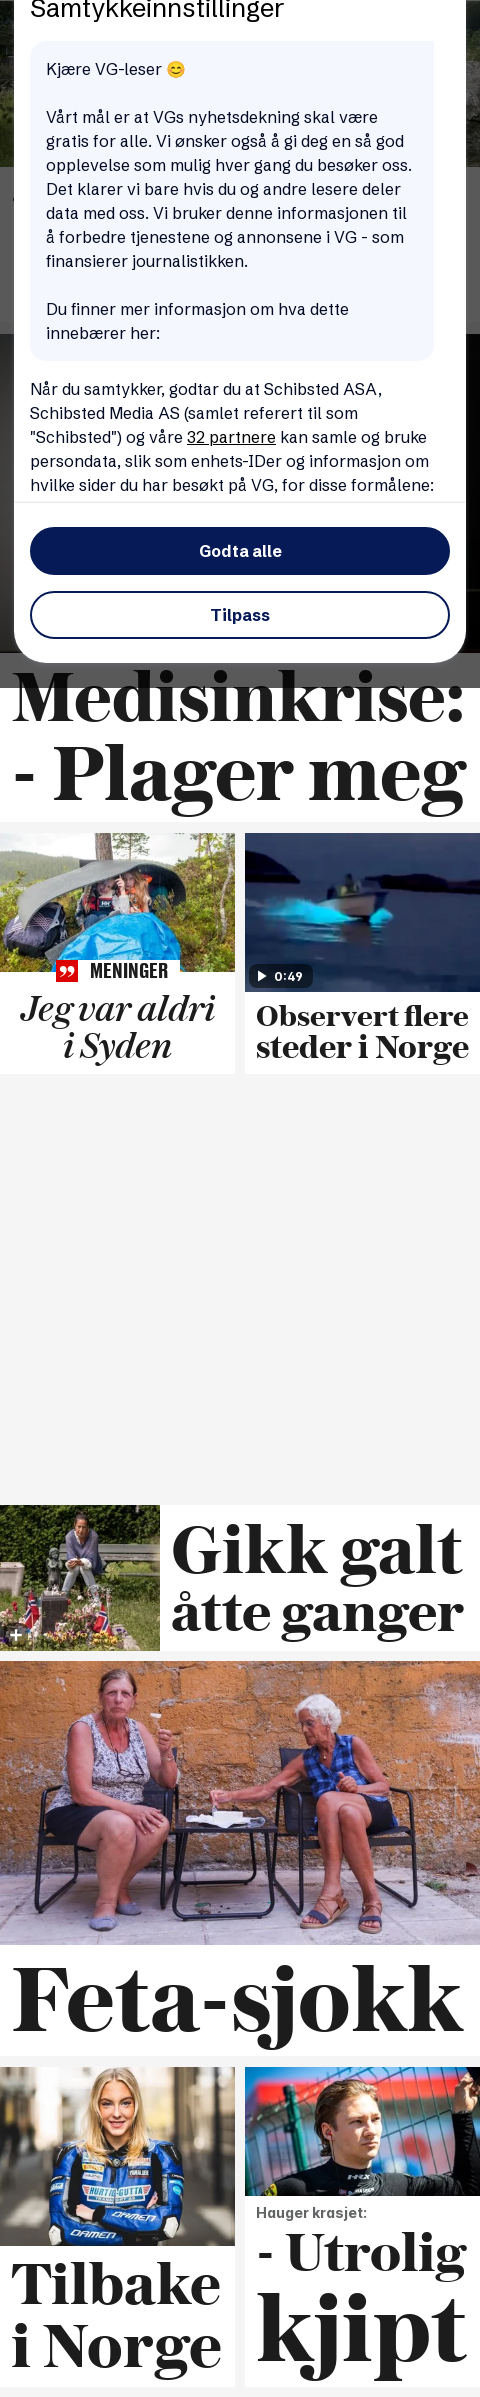 Samtykkeinnstillinger
Kjære VG-leser 😊
Vårt mål er at VGs nyhetsdekning skal være
gratis for alle. Vi ønsker også å gi deg en så god
opplevelse som mulig hver gang du besøker oss.
Det klarer vi bare hvis du og andre lesere deler
data med oss. Vi bruker denne informasjonen til
å forbedre tjenestene og annonsene i VG - som
finansierer journalistikken.
Du finner mer informasjon om hva dette
innebærer her:
Når du samtykker, godtar du at Schibsted ASA,
Schibsted Media AS (samlet referert til som
"Schibsted") og våre 32 partnere kan samle og bruke
persondata, slik som enhets-IDer og informasjon om
hvilke sider du har besøkt på VG, for disse formålene:
Godta alle
Tilpass
Medisinkrise:
- Plager meg
MENINGER
Jeg var aldri
i Syden
0:49
Observert flere
steder i Norge
Gikk galt
åtte ganger
Feta-sjokk
HURTIG-GUTTA
DAMEN
DAMEN
Tilbake
i Norge
Hauger krasjet:
- Utrolig
kjipt